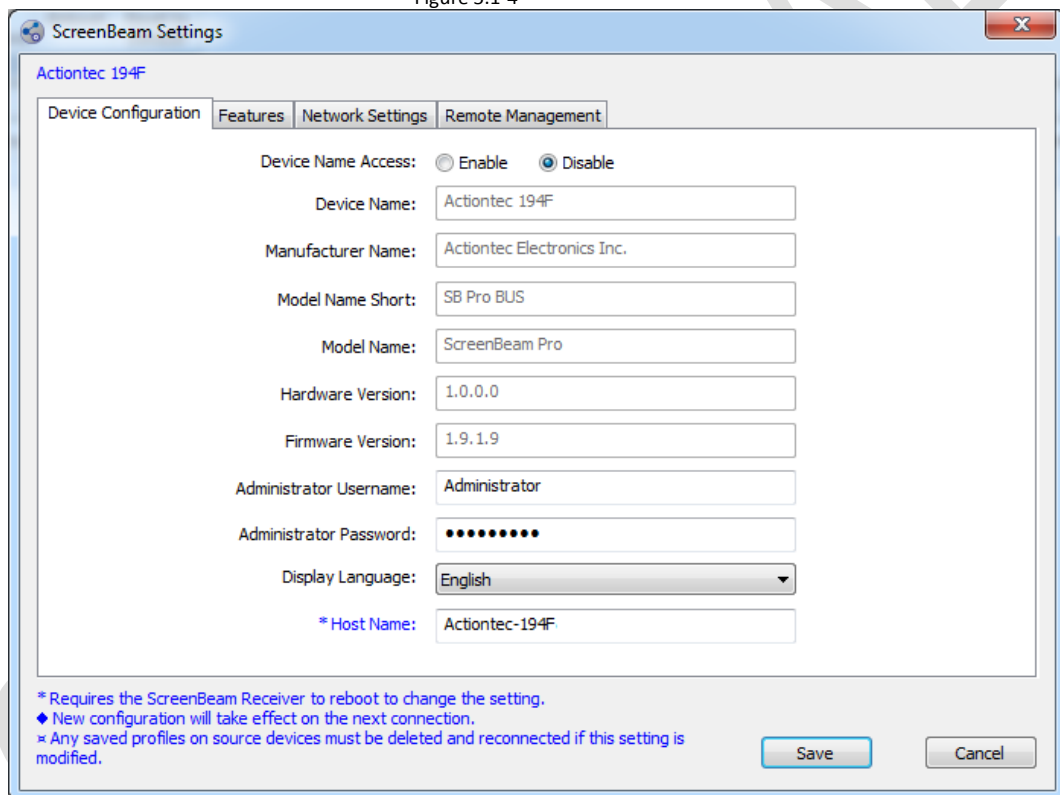 Figure 3.1-4
ScreenBeam Settings
Actiontec 194F
Device Configuration Features Network Settings Remote Management
Device Name Access: Enable Disable
Device Name: Actiontec 194F
Manufacturer Name: Actiontec Electronics Inc.
Model Name Short: SB Pro BUS
Model Name: ScreenBeam Pro
Hardware Version: 1.0.0.0
Firmware Version: 1.9.1.9
Administrator Username: Administrator
Administrator Password: •••••••••
Display Language: English
* Host Name: Actiontec-194F
* Requires the ScreenBeam Receiver to reboot to change the setting.
◆ New configuration will take effect on the next connection.
¤ Any saved profiles on source devices must be deleted and reconnected if this setting is
modified.
Save Cancel